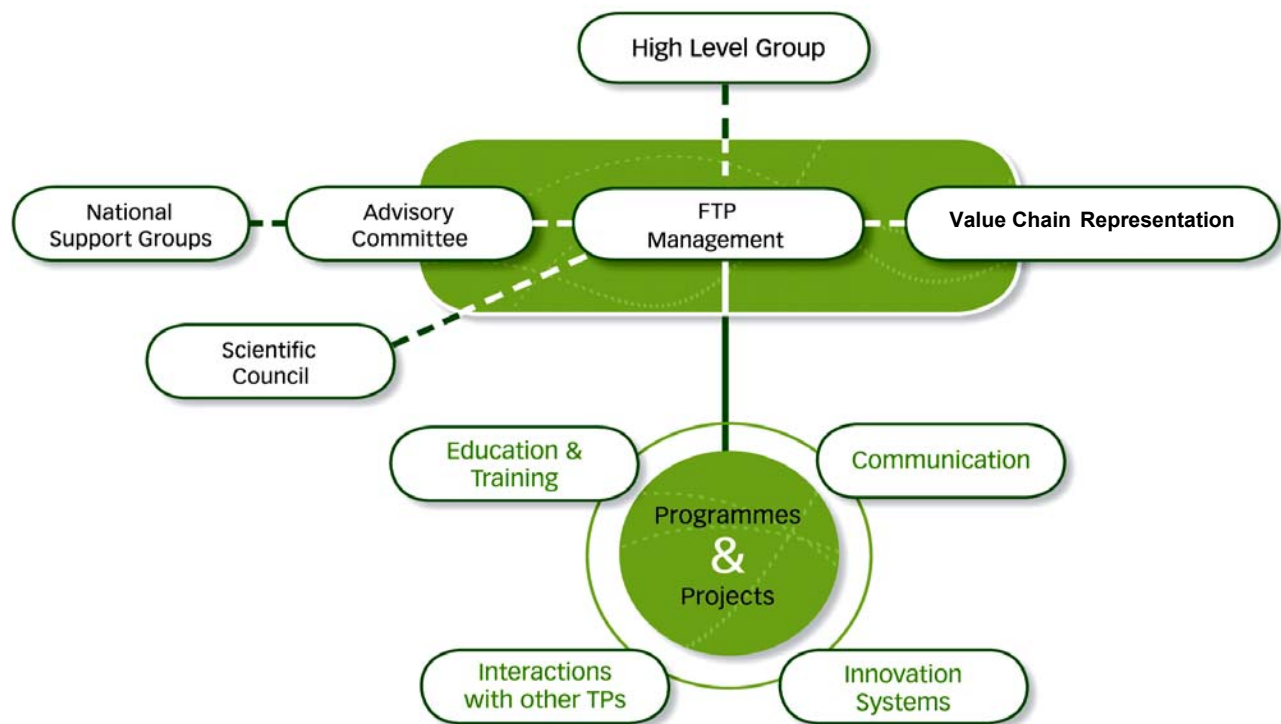 High Level Group
National
Support Groups
Advisory
Committee
FTP
Management
Value Chain Representation
Scientific
Council
Education &
Training
Communication
Programmes
&
Projects
Interactions
with other TPs
Innovation
Systems